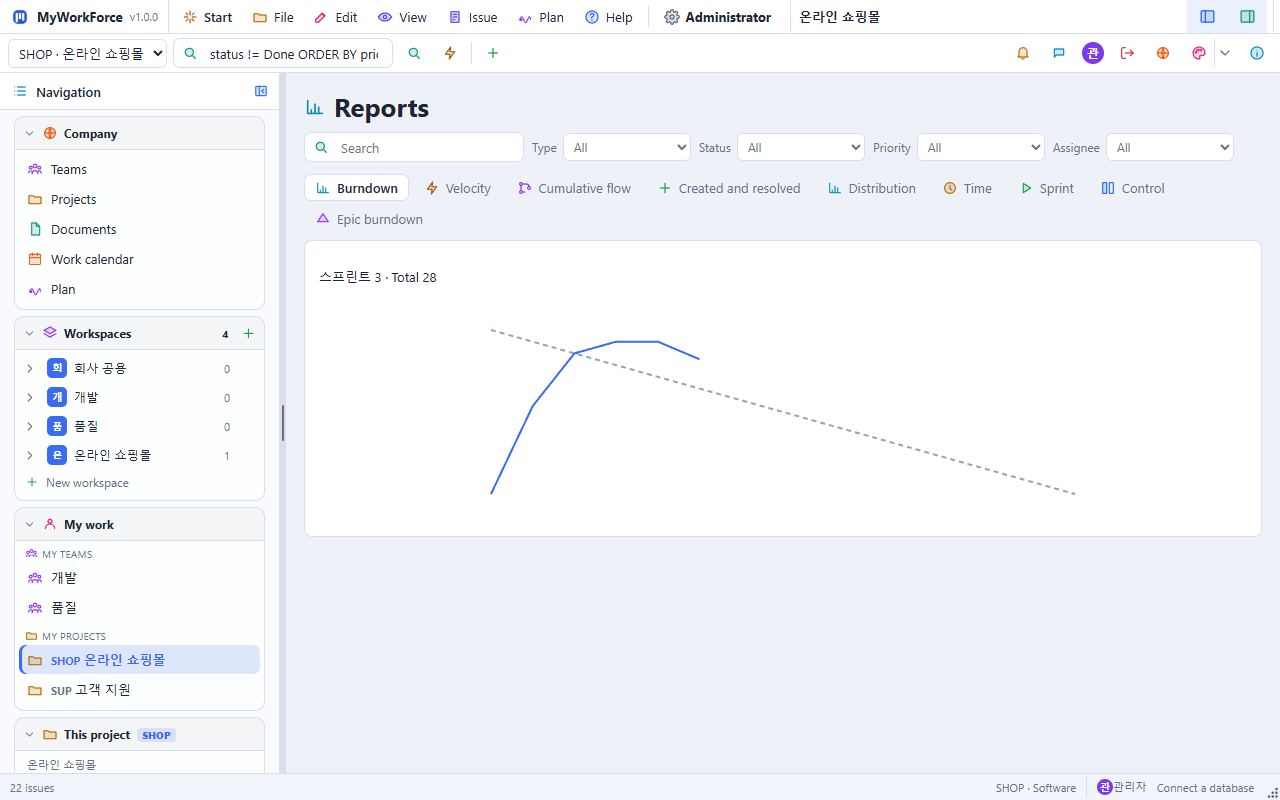 MyWorkForce v1.0.0 Start File Edit View Issue Plan Help Administrator 온라인 쇼핑몰
SHOP · 온라인 쇼핑몰 status != Done ORDER BY pric 관
Navigation
Company
Teams
Projects
Documents
Work calendar
Plan
Workspaces 4
회 회사 공용 0
개 개발 0
품 품질 0
온 온라인 쇼핑몰 1
New workspace
My work
MY TEAMS
개발
품질
MY PROJECTS
SHOP 온라인 쇼핑몰
SUP 고객 지원
This project SHOP
온라인 쇼핑몰
Reports
Search Type All Status All Priority All Assignee All
Burndown Velocity Cumulative flow Created and resolved Distribution Time Sprint Control
Epic burndown
스프린트 3 · Total 28
22 issues SHOP · Software 관 관리자 Connect a database